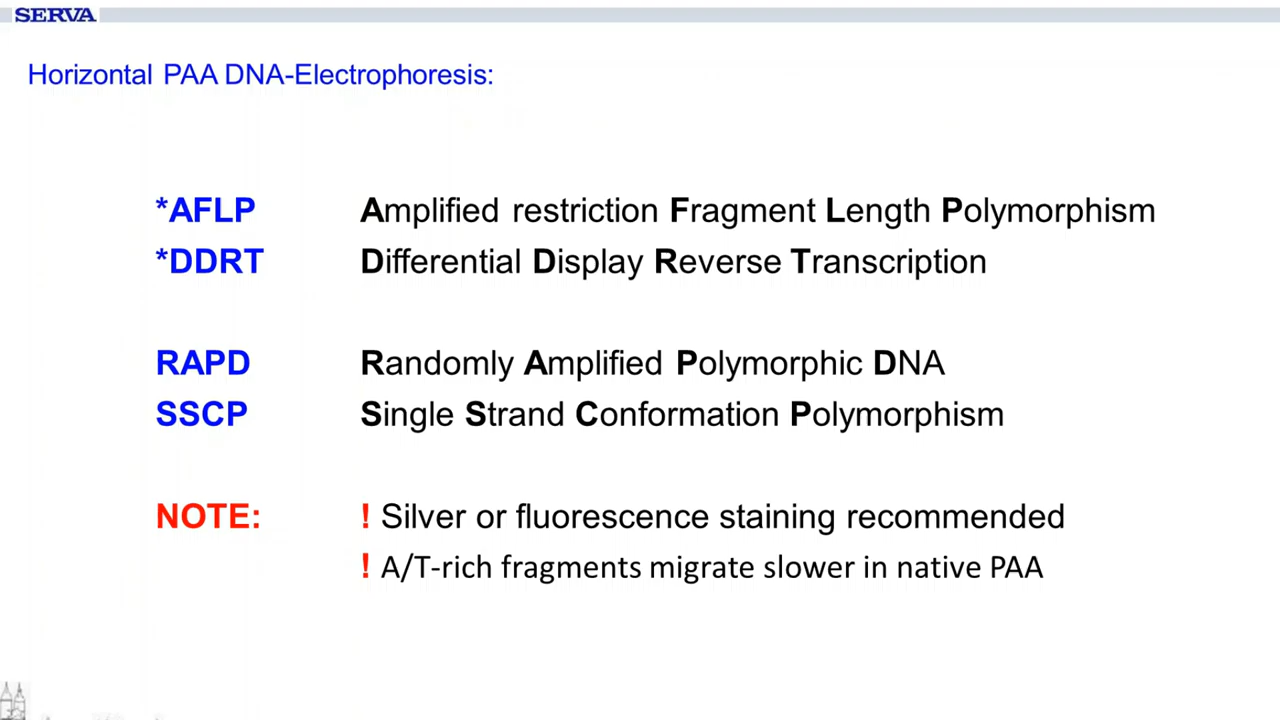 SERVA
Horizontal PAA DNA-Electrophoresis:
*AFLP Amplified restriction Fragment Length Polymorphism
*DDRT Differential Display Reverse Transcription
RAPD Randomly Amplified Polymorphic DNA
SSCP Single Strand Conformation Polymorphism
NOTE: ! Silver or fluorescence staining recommended
! A/T-rich fragments migrate slower in native PAA